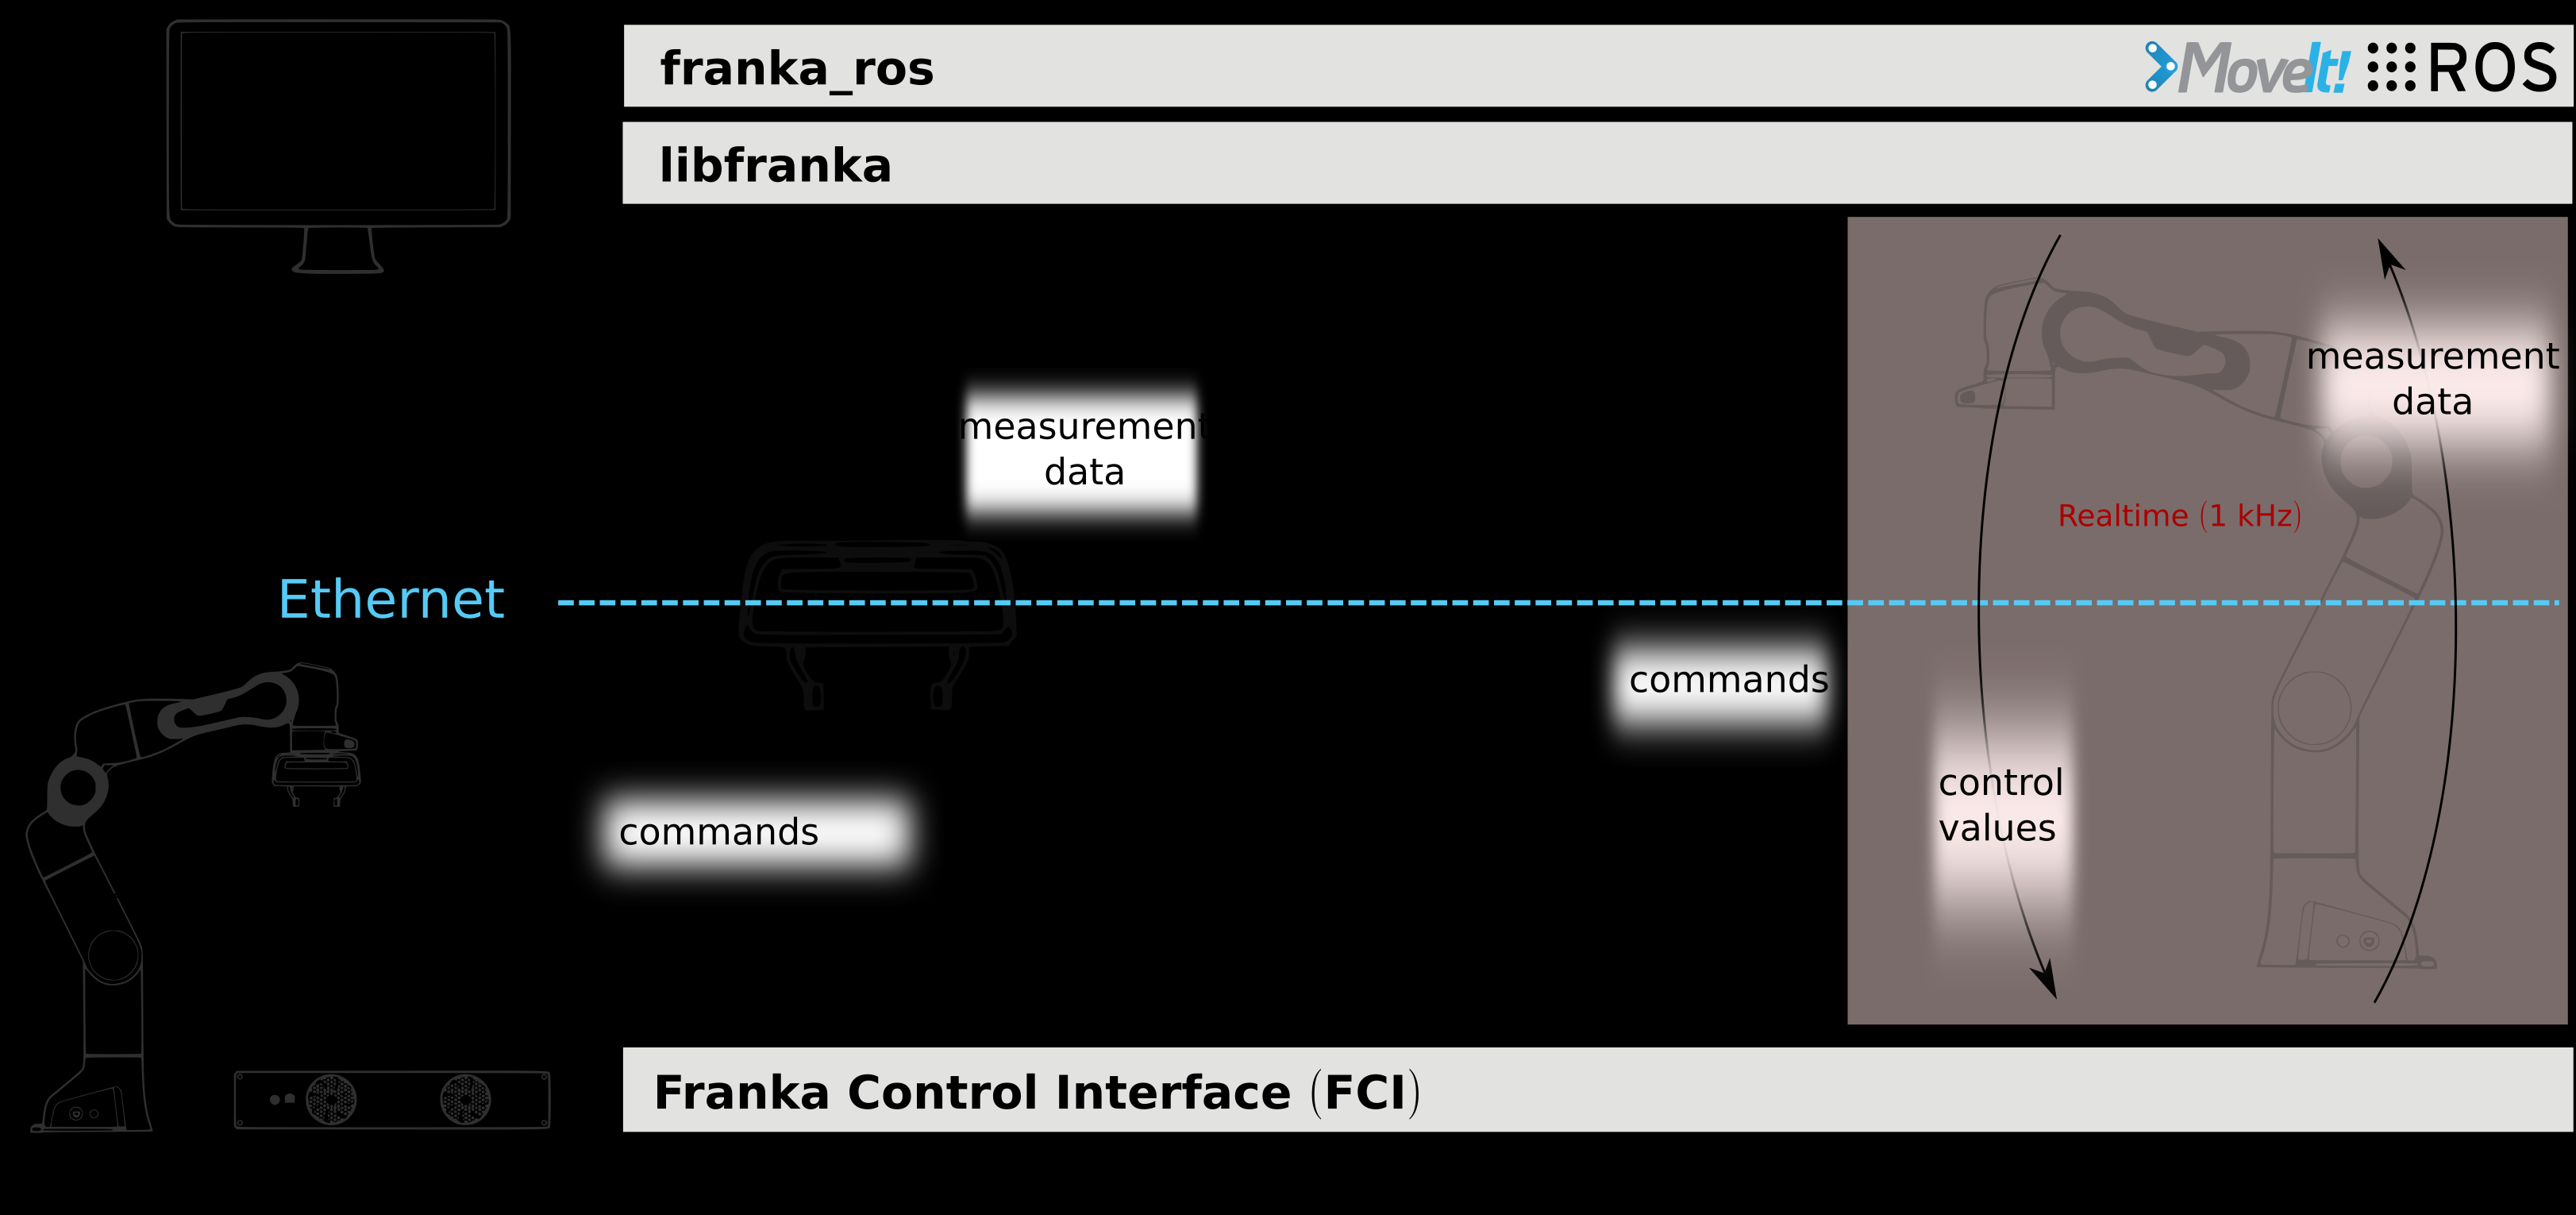 franka_ros
MoveIt!
ROS
libfranka
measurement
data
measurement
data
Realtime (1 kHz)
Ethernet
commands
control
values
commands
Franka Control Interface (FCI)